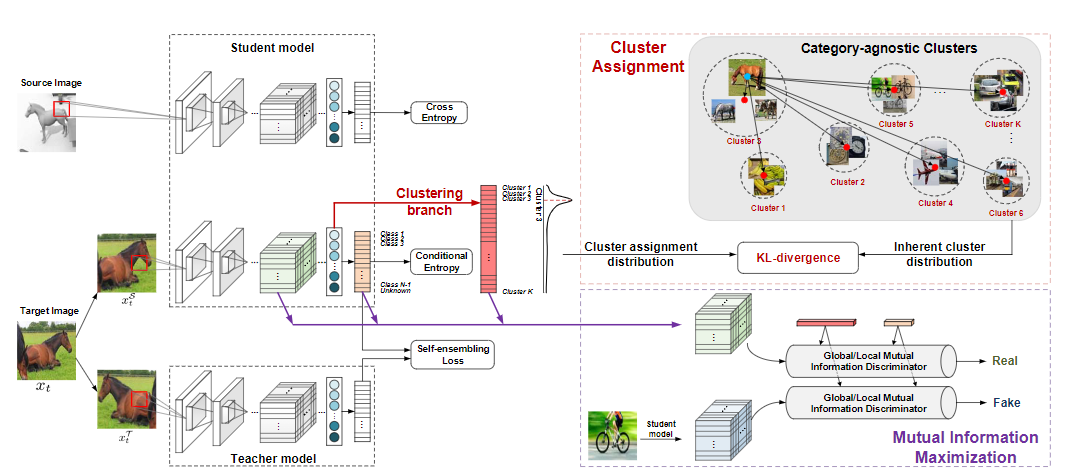 Student model
Source Image
Cross
Entropy
Cluster
Assignment
Category-agnostic Clusters
Cluster 3
Cluster 5
Cluster K
Cluster 1
Cluster 2
Cluster 4
Cluster 6
Clustering
branch
Cluster 1
Cluster 2
Cluster 3
Cluster K
Cluster 3
Class 1
Class 2
Class 3
Class N-1
Unknown
Conditional
Entropy
Cluster assignment
distribution
KL-divergence
Inherent cluster
distribution
x_t^S
Target Image
x_t
x_t^T
Self-ensembling
Loss
Teacher model
Global/Local Mutual
Information Discriminator
Real
Global/Local Mutual
Information Discriminator
Fake
Student
model
Mutual Information
Maximization